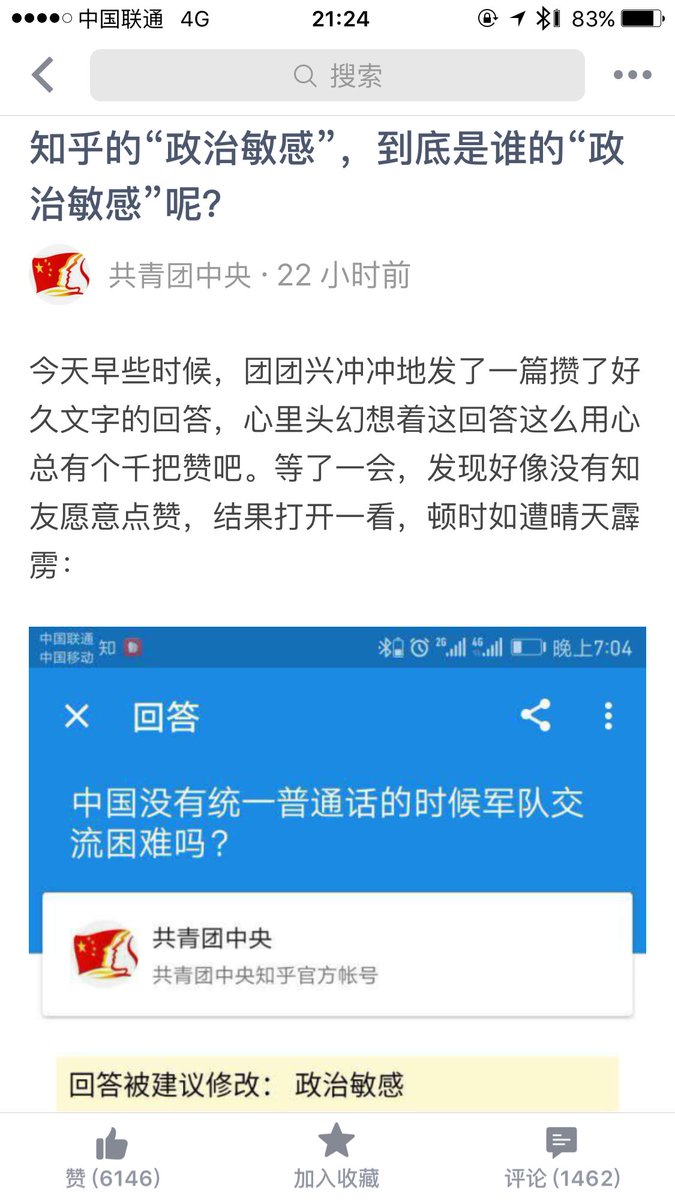 中国联通 4G 21:24 83%
搜索
知乎的“政治敏感”，到底是谁的“政
治敏感”呢？
共青团中央 · 22 小时前
今天早些时候，团团兴冲冲地发了一篇攒了好
久文字的回答，心里头幻想着这回答这么用心
总有个千把赞吧。等了一会，发现好像没有知
友愿意点赞，结果打开一看，顿时如遭晴天霹
雳：
中国联通 知 2G 4G 晚上7:04
中国移动
回答
中国没有统一普通话的时候军队交
流困难吗？
共青团中央
共青团中央知乎官方帐号
回答被建议修改： 政治敏感
赞 (6146) 加入收藏 评论 (1462)